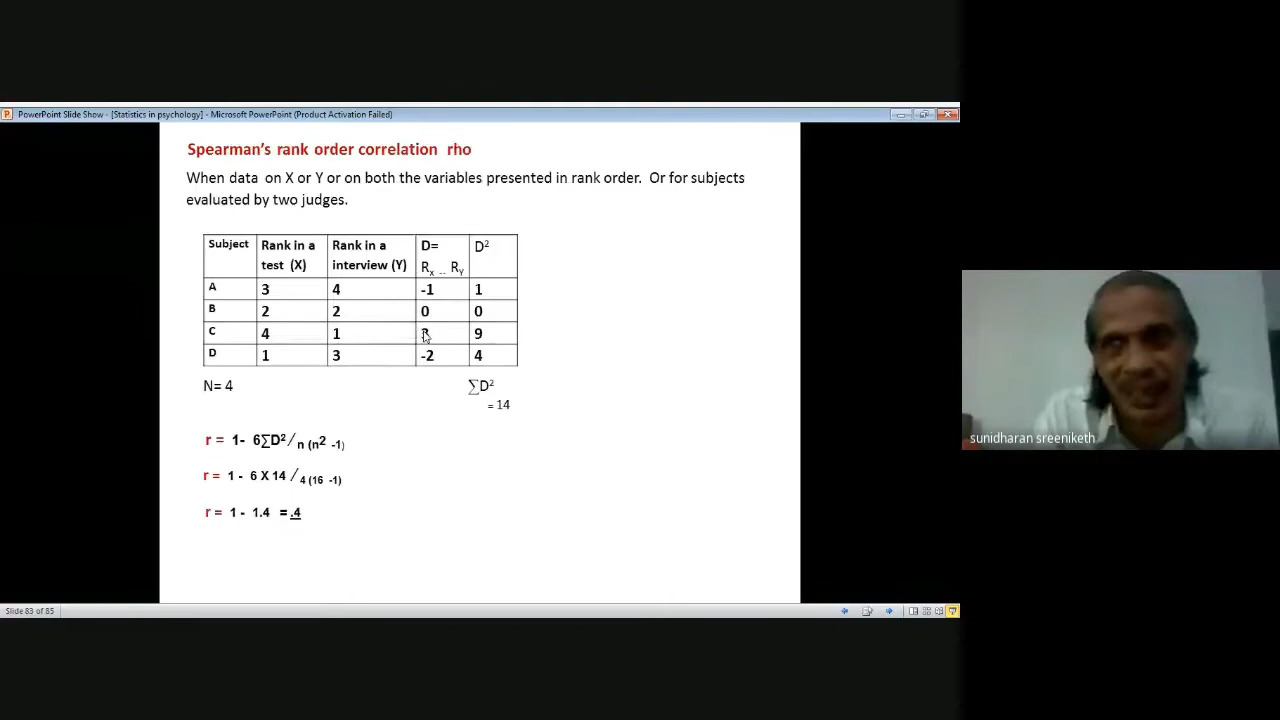 PowerPoint Slide Show - [Statistics in psychology] - Microsoft PowerPoint (Product Activation Failed)
Spearman's rank order correlation rho
When data on X or Y or on both the variables presented in rank order. Or for subjects
evaluated by two judges.
Subject Rank in a test (X) Rank in a interview (Y) D= Rx -- RY D²
A 3 4 -1 1
B 2 2 0 0
C 4 1 9
D 1 3 -2 4
N= 4 ∑D²
= 14
r = 1- 6∑D²/ n (n2 -1)
r = 1 - 6 X 14 / 4 (16 -1)
r = 1 - 1.4 = .4
sunidharan sreeniketh
Slide 83 of 85